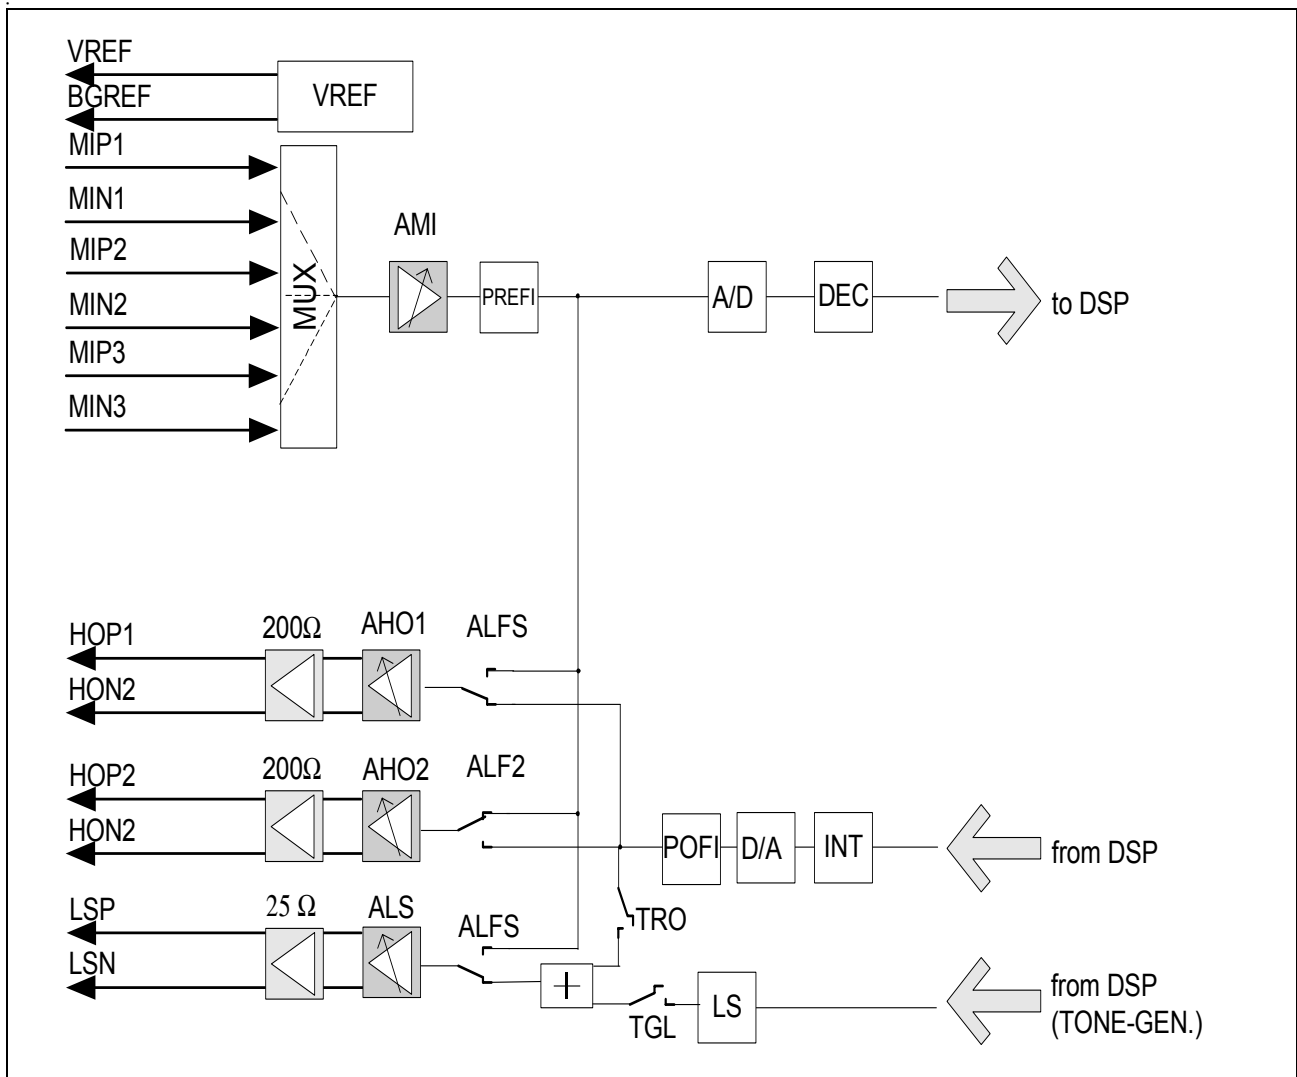 .
VREF
VREF
BGREF
MIP1
MIN1
MIP2
MIN2
MIP3
MIN3
MUX
AMI
PREFI
A/D
DEC
to DSP
HOP1
HON2
200Ω
AHO1
ALFS
HOP2
HON2
200Ω
AHO2
ALF2
POFI
D/A
INT
from DSP
LSP
LSN
25 Ω
ALS
ALFS
TRO
+
TGL
LS
from DSP
(TONE-GEN.)